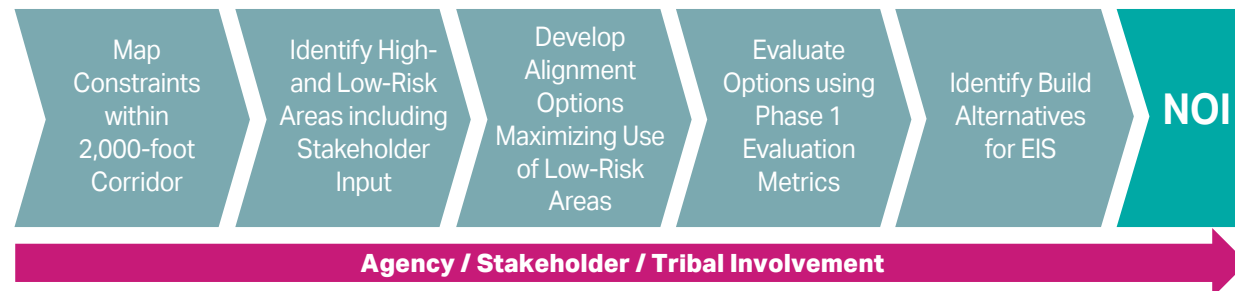 Map
Constraints
within
2,000-foot
Corridor
Identify High-
and Low-Risk
Areas including
Stakeholder
Input
Develop
Alignment
Options
Maximizing Use
of Low-Risk
Areas
Evaluate
Options using
Phase 1
Evaluation
Metrics
Identify Build
Alternatives
for EIS
NOI
Agency / Stakeholder / Tribal Involvement